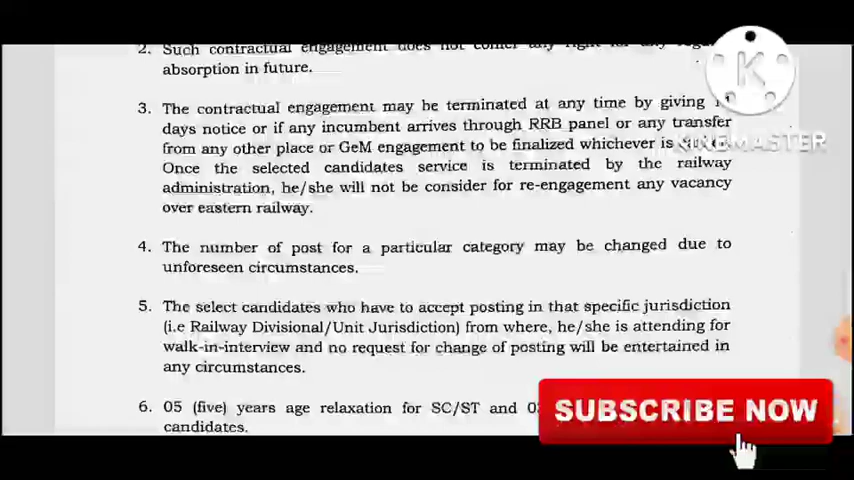 2. Such contractual engagement does not confer any right for any
absorption in future.
3. The contractual engagement may be terminated at any time by giving
days notice or if any incumbent arrives through RRB panel or any transfer
from any other place or GeM engagement to be finalized whichever is
Once the selected candidates service is terminated by the railway
administration, he/she will not be consider for re-engagement any vacancy
over eastern railway.
4. The number of post for a particular category may be changed due to
unforeseen circumstances.
5. The select candidates who have to accept posting in that specific jurisdiction
(i.e Railway Divisional/Unit Jurisdiction) from where, he/she is attending for
walk-in-interview and no request for change of posting will be entertained in
any circumstances.
6. 05 (five) years age relaxation for SC/ST and
candidates.
K
KINEMASTER
SUBSCRIBE NOW